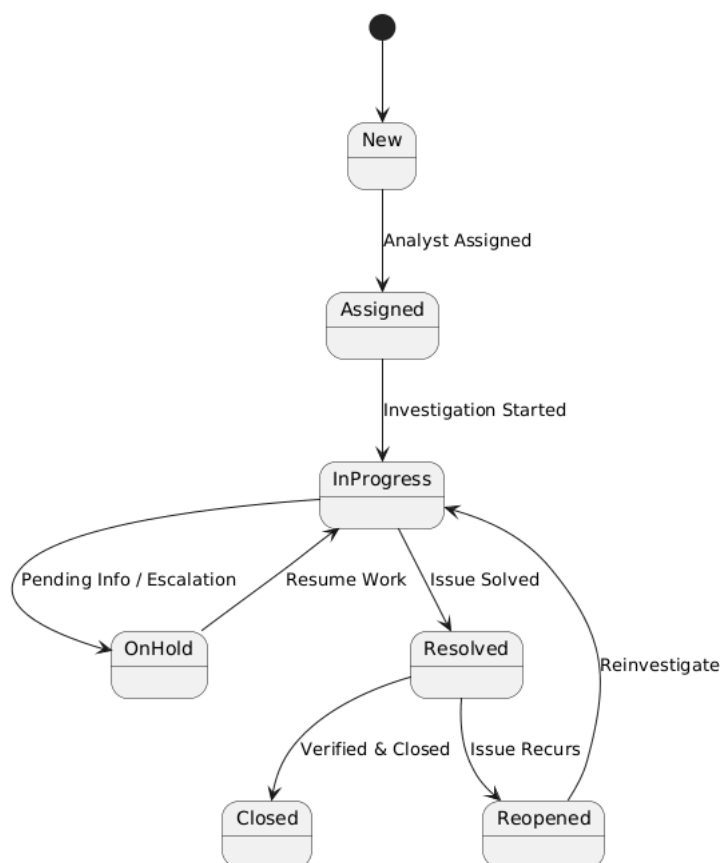 New
Analyst Assigned
Assigned
Investigation Started
InProgress
Pending Info / Escalation
Resume Work
Issue Solved
OnHold
Resolved
Reinvestigate
Verified & Closed
Issue Recurs
Closed
Reopened